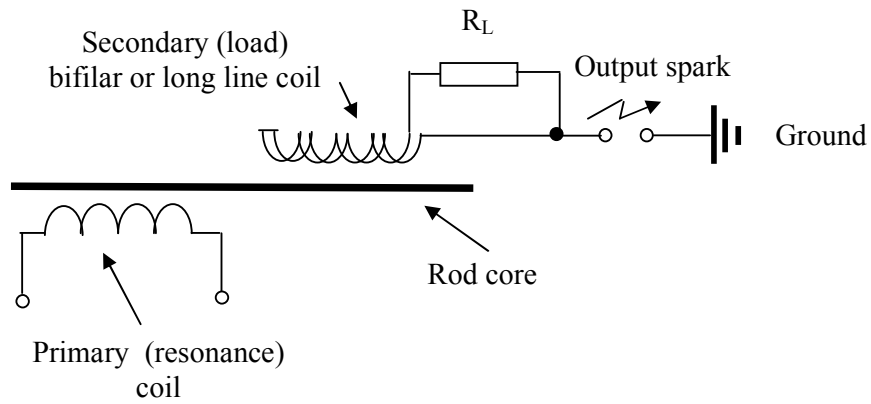 R_L
Secondary (load)
bifilar or long line coil
Output spark
Ground
Rod core
Primary (resonance)
coil